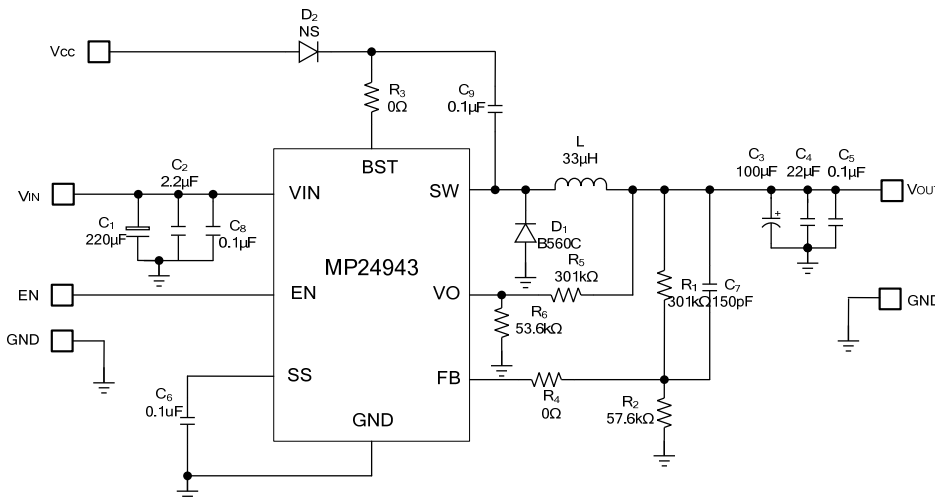 D2
NS
Vcc
R3
0Ω
C9
0.1µF
L
33µH
C3
100µF
C4
22µF
C5
0.1µF
C2
2.2µF
BST
VIN
VIN
SW
VOUT
C1
220µF
C8
0.1µF
D1
B560C
MP24943
R5
301kΩ
EN
EN
VO
R1
301kΩ
C7
150pF
GND
R6
53.6kΩ
GND
SS
FB
C6
0.1uF
R4
0Ω
R2
57.6kΩ
GND